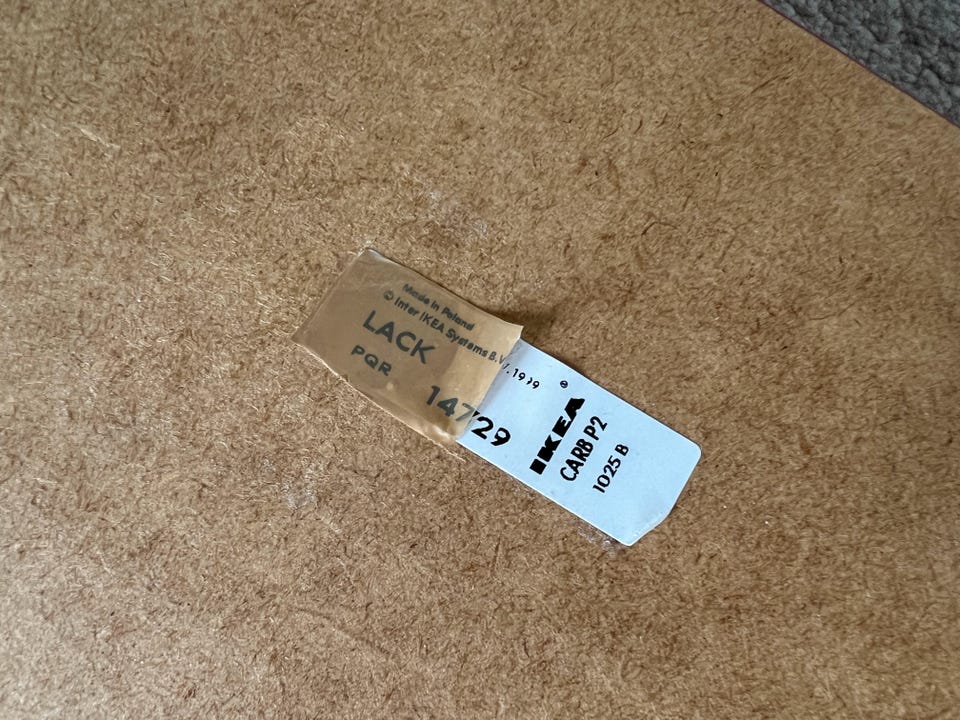 Made in Poland
© Inter IKEA Systems B.V. 1999
LACK
PQR
14729
IKEA
CARB P2
1025 B